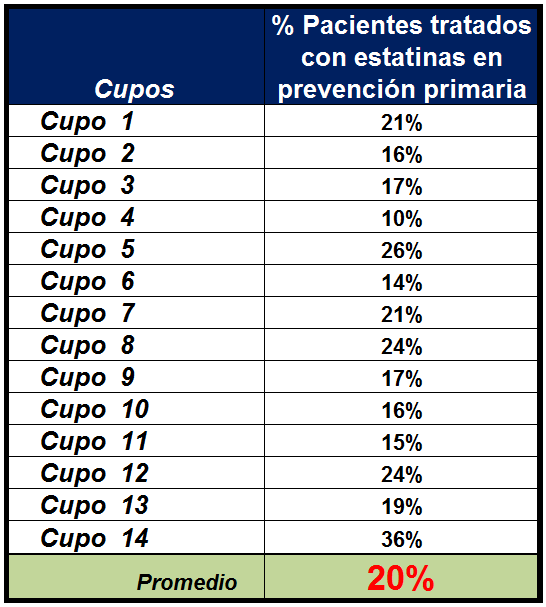 % Pacientes tratados
con estatinas en
Cupos prevención primaria
Cupo 1 21%
Cupo 2 16%
Cupo 3 17%
Cupo 4 10%
Cupo 5 26%
Cupo 6 14%
Cupo 7 21%
Cupo 8 24%
Cupo 9 17%
Cupo 10 16%
Cupo 11 15%
Cupo 12 24%
Cupo 13 19%
Cupo 14 36%
Promedio 20%